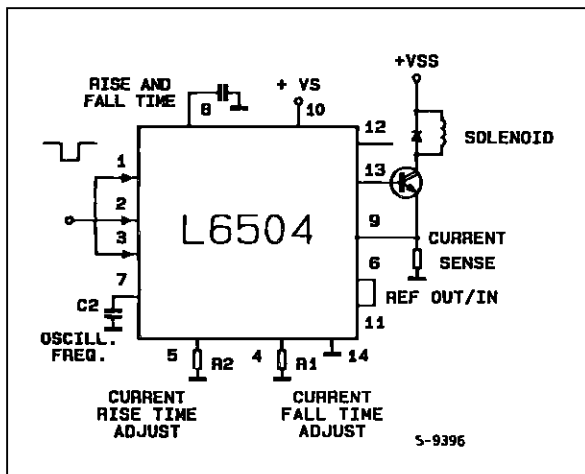 +VSS
RISE AND
FALL TIME
8
+ VS
10
12
SOLENOID
1
13
2
L6504
9
3
CURRENT
SENSE
7
6
C2
REF OUT/IN
OSCILL.
FREQ.
11
5
R2
4
R1
14
CURRENT
RISE TIME
ADJUST
CURRENT
FALL TIME
ADJUST
S-9396